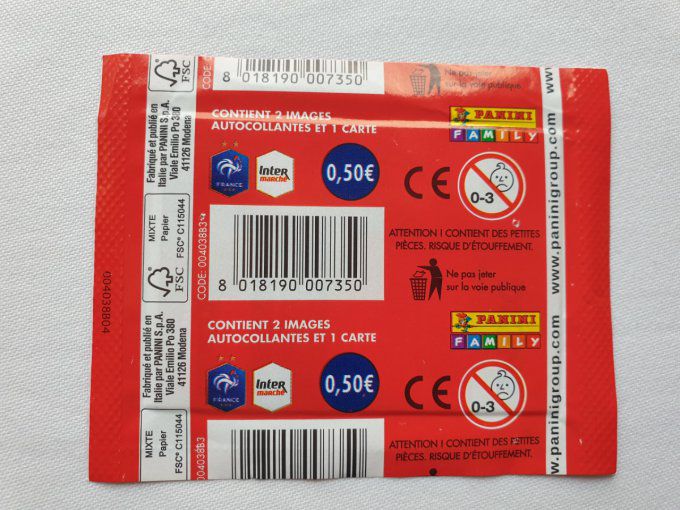 FSC
CODE:
8 018190 007350
Ne pas jeter
sur la voie publique
CONTIENT 2 IMAGES
AUTOCOLLANTES ET 1 CARTE
PANINI
FAMILY
FRANCE
Inter
marché
0,50€
CE
0-3
ATTENTION ! CONTIENT DES PETITES
PIÈCES. RISQUE D'ÉTOUFFEMENT.
Fabriqué et publié en
Italie par PANINI S.p.A.
Viale Emilio Po 380
41126 Modena
MIXTE
Papier
FSC® C115044
FSC
CODE: 004038B3
8 018190 007350
Ne pas jeter
sur la voie publique
CONTIENT 2 IMAGES
AUTOCOLLANTES ET 1 CARTE
PANINI
FAMILY
FRANCE
Inter
marché
0,50€
CE
0-3
ATTENTION ! CONTIENT DES PETITES
PIÈCES. RISQUE D'ÉTOUFFEMENT.
Fabriqué et publié en
Italie par PANINI S.p.A.
Viale Emilio Po 380
41126 Modena
MIXTE
Papier
FSC® C115044
004038B3
004038B04
www.paninigroup.com
w.paninigroup.com